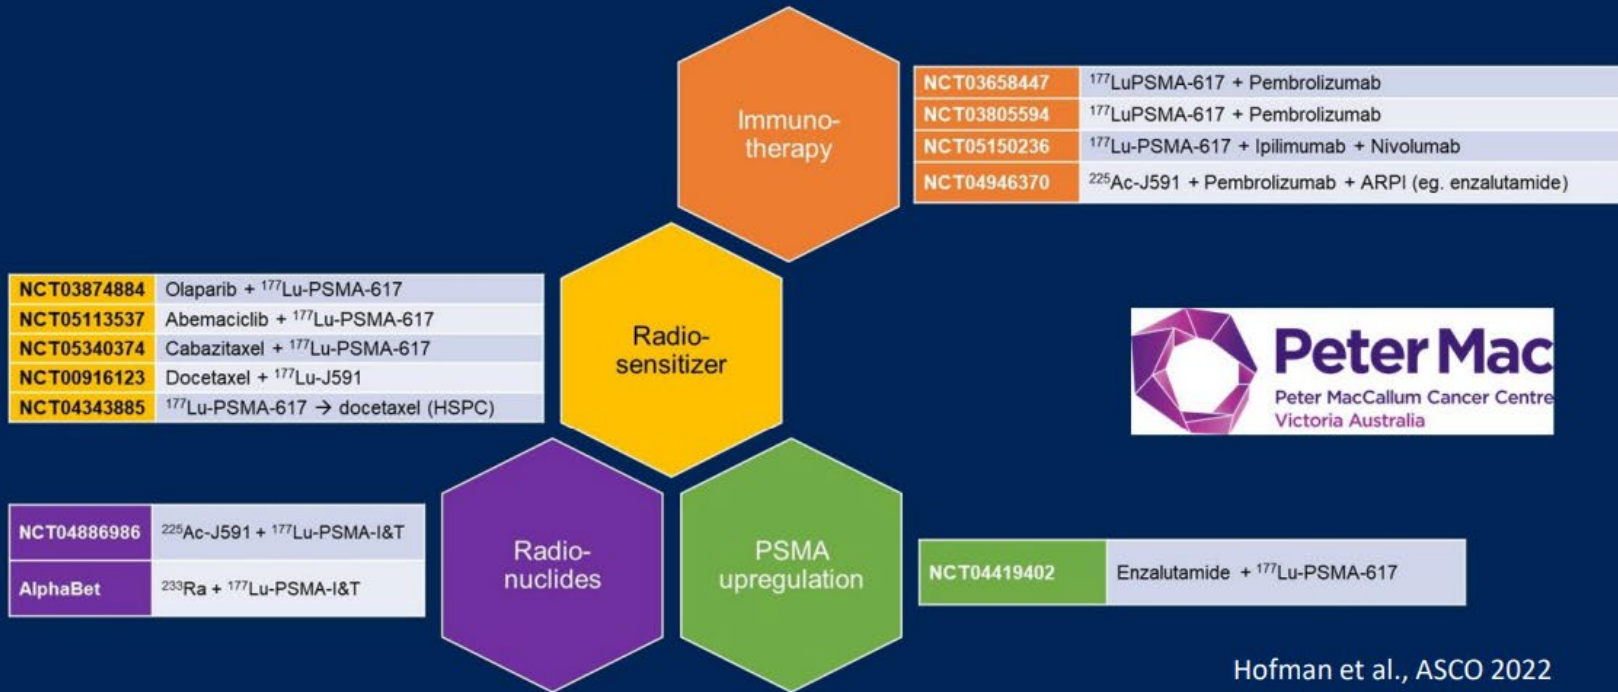 Immuno-
therapy
NCT03658447 ¹⁷⁷LuPSMA-617 + Pembrolizumab
NCT03805594 ¹⁷⁷LuPSMA-617 + Pembrolizumab
NCT05150236 ¹⁷⁷Lu-PSMA-617 + Ipilimumab + Nivolumab
NCT04946370 ²²⁵Ac-J591 + Pembrolizumab + ARPI (eg. enzalutamide)
NCT03874884 Olaparib + ¹⁷⁷Lu-PSMA-617
NCT05113537 Abemaciclib + ¹⁷⁷Lu-PSMA-617
NCT05340374 Cabazitaxel + ¹⁷⁷Lu-PSMA-617
NCT00916123 Docetaxel + ¹⁷⁷Lu-J591
NCT04343885 ¹⁷⁷Lu-PSMA-617 → docetaxel (HSPC)
Radio-
sensitizer
Peter Mac
Peter MacCallum Cancer Centre
Victoria Australia
NCT04886986 ²²⁵Ac-J591 + ¹⁷⁷Lu-PSMA-I&T
AlphaBet ²³³Ra + ¹⁷⁷Lu-PSMA-I&T
Radio-
nuclides
PSMA
upregulation
NCT04419402 Enzalutamide + ¹⁷⁷Lu-PSMA-617
Hofman et al., ASCO 2022